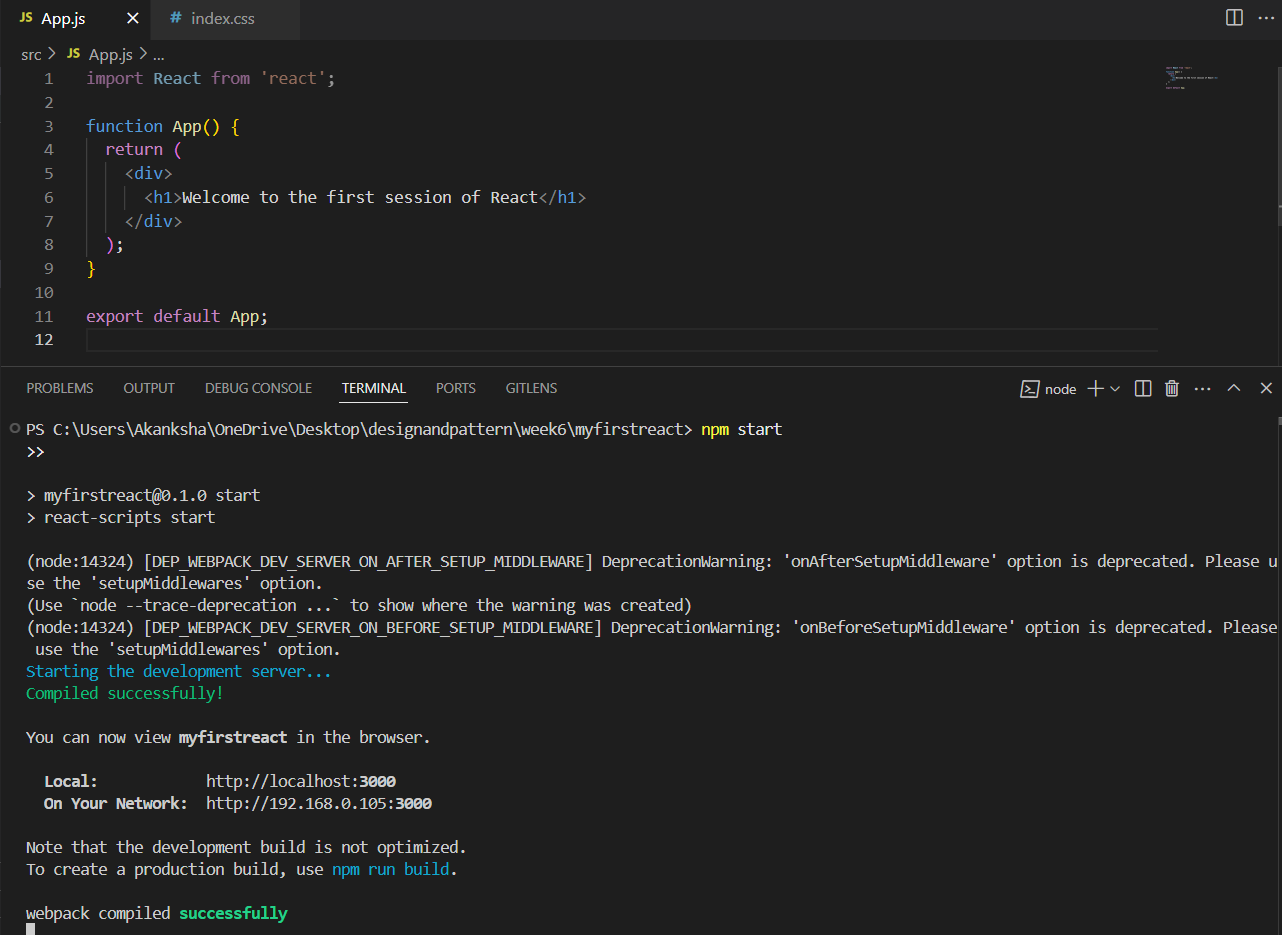 JS App.js ✕ # index.css ...
src > JS App.js > ...
1 import React from 'react';
2
3 function App() {
4 return (
5 <div>
6 <h1>Welcome to the first session of React</h1>
7 </div>
8 );
9 }
10
11 export default App;
12
PROBLEMS OUTPUT DEBUG CONSOLE TERMINAL PORTS GITLENS node
PS C:\Users\Akanksha\OneDrive\Desktop\designandpattern\week6\myfirstreact> npm start
>>
> myfirstreact@0.1.0 start
> react-scripts start
(node:14324) [DEP_WEBPACK_DEV_SERVER_ON_AFTER_SETUP_MIDDLEWARE] DeprecationWarning: 'onAfterSetupMiddleware' option is deprecated. Please u
se the 'setupMiddlewares' option.
(Use `node --trace-deprecation ...` to show where the warning was created)
(node:14324) [DEP_WEBPACK_DEV_SERVER_ON_BEFORE_SETUP_MIDDLEWARE] DeprecationWarning: 'onBeforeSetupMiddleware' option is deprecated. Please
use the 'setupMiddlewares' option.
Starting the development server...
Compiled successfully!
You can now view myfirstreact in the browser.
Local: http://localhost:3000
On Your Network: http://192.168.0.105:3000
Note that the development build is not optimized.
To create a production build, use npm run build.
webpack compiled successfully